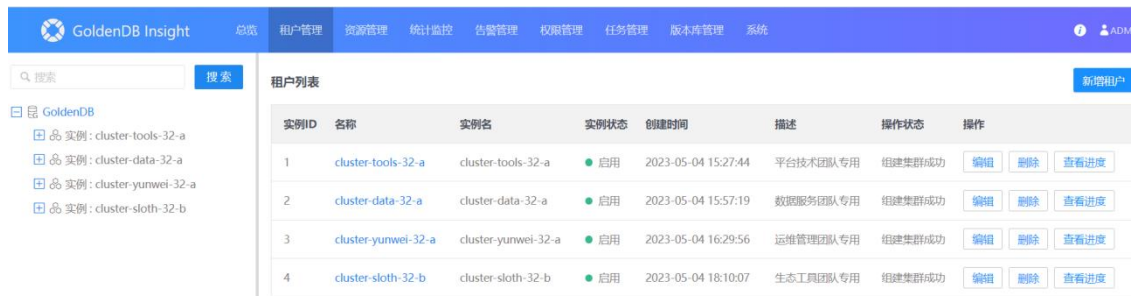 GoldenDB Insight 总览 租户管理 资源管理 统计监控 告警管理 权限管理 任务管理 版本库管理 系统 ADM
搜索 搜索 租户列表 新增租户
GoldenDB
实例 : cluster-tools-32-a
实例 : cluster-data-32-a
实例 : cluster-yunwei-32-a
实例 : cluster-sloth-32-b
实例ID 名称 实例名 实例状态 创建时间 描述 操作状态 操作
1 cluster-tools-32-a cluster-tools-32-a 启用 2023-05-04 15:27:44 平台技术团队专用 组建集群成功 编辑 删除 查看进度
2 cluster-data-32-a cluster-data-32-a 启用 2023-05-04 15:57:19 数据服务团队专用 组建集群成功 编辑 删除 查看进度
3 cluster-yunwei-32-a cluster-yunwei-32-a 启用 2023-05-04 16:29:56 运维管理团队专用 组建集群成功 编辑 删除 查看进度
4 cluster-sloth-32-b cluster-sloth-32-b 启用 2023-05-04 18:10:07 生态工具团队专用 组建集群成功 编辑 删除 查看进度